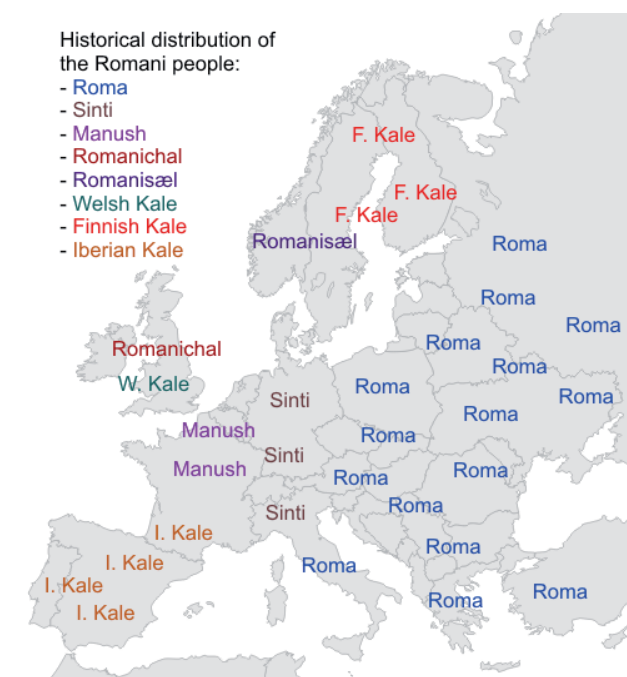 Historical distribution of
the Romani people:
- Roma
- Sinti
- Manush
- Romanichal
- Romanisæl
- Welsh Kale
- Finnish Kale
- Iberian Kale
F. Kale
F. Kale
F. Kale
Romanisæl
Roma
Roma
Roma
Roma
Romanichal
Roma
W. Kale
Roma
Roma
Sinti
Roma
Manush
Roma
Sinti
Manush
Roma
Roma
Roma
Sinti
I. Kale
Roma
I. Kale
Roma
I. Kale
Roma
Roma
I. Kale